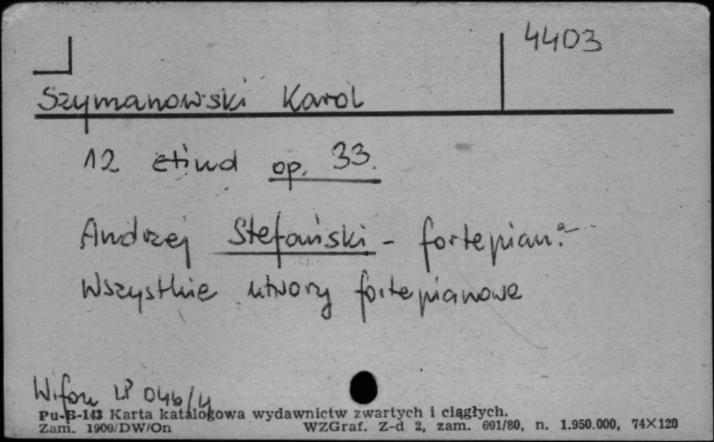 4403
Szymanowski Karol
12 etiud op. 33.
Andrzej Stefański - fortepian.
Wszystkie utwory fortepianowe
Wifon LP 046/4
Pu-B-143 Karta katalogowa wydawnictw zwartych i ciągłych.
Zam. 1900/DW/On WZGraf. Z-d 2, zam. 691/80, n. 1.950.000, 74X120